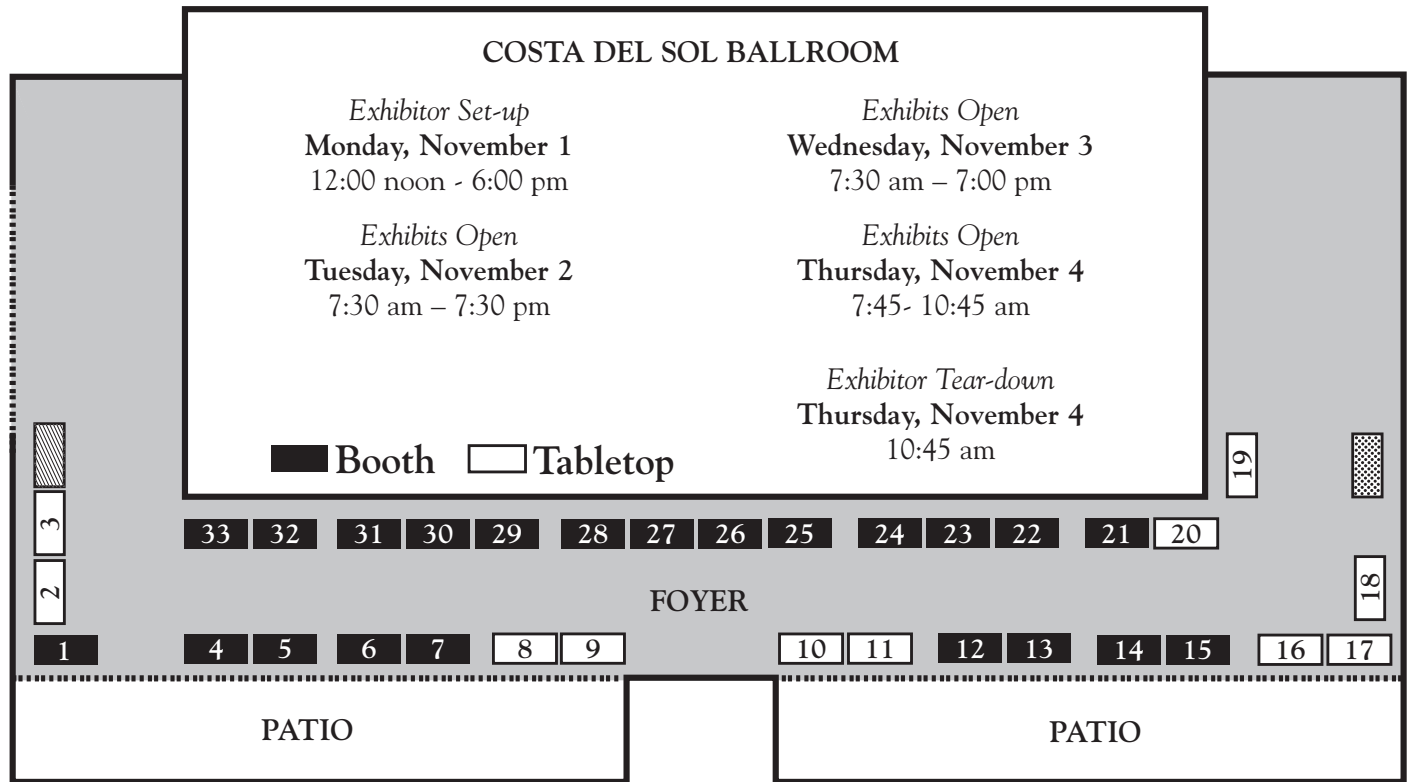 COSTA DEL SOL BALLROOM
Exhibitor Set-up
Monday, November 1
12:00 noon - 6:00 pm
Exhibits Open
Tuesday, November 2
7:30 am – 7:30 pm
Exhibits Open
Wednesday, November 3
7:30 am – 7:00 pm
Exhibits Open
Thursday, November 4
7:45- 10:45 am
Exhibitor Tear-down
Thursday, November 4
10:45 am
Booth
Tabletop
19
3
33 32 31 30 29 28 27 26 25 24 23 22 21 20
2
FOYER
18
1 4 5 6 7 8 9 10 11 12 13 14 15 16 17
PATIO
PATIO